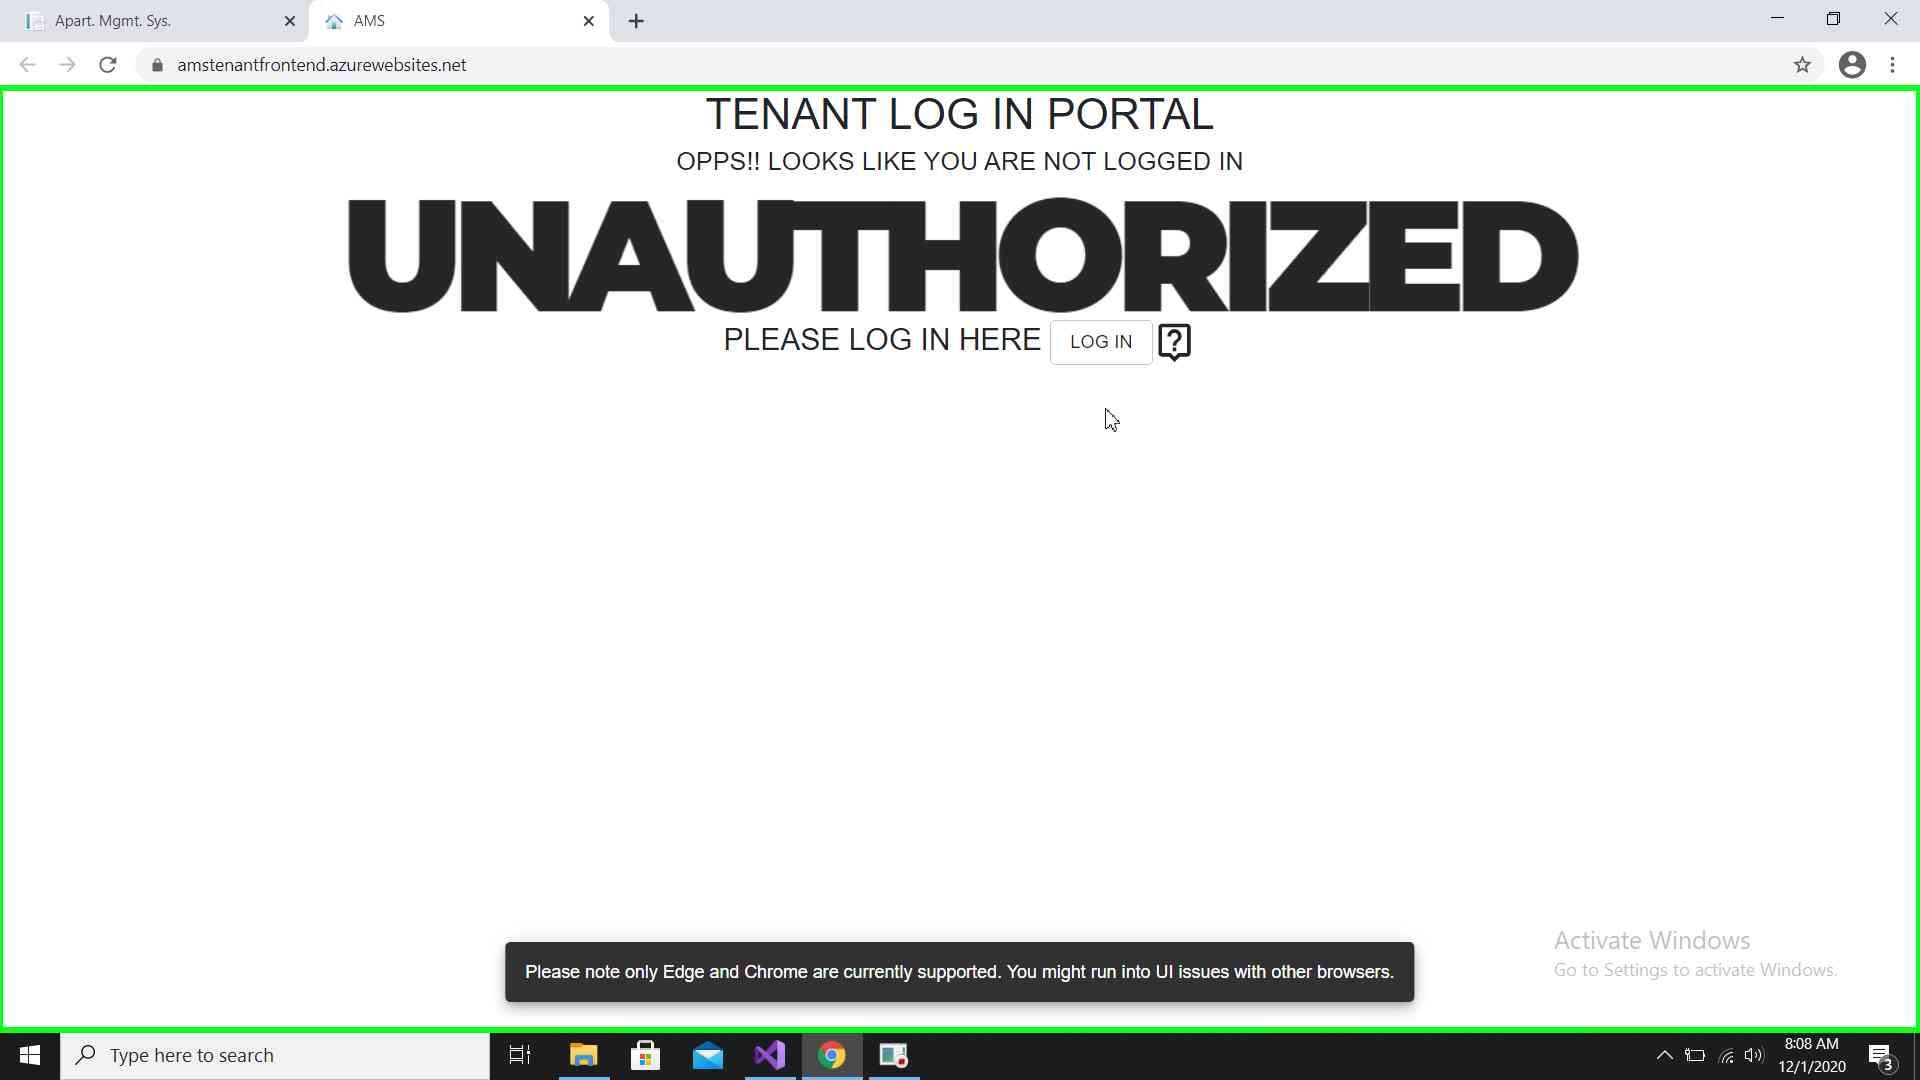 Apart. Mgmt. Sys.
AMS
amstenantfrontend.azurewebsites.net
TENANT LOG IN PORTAL
OPPS!! LOOKS LIKE YOU ARE NOT LOGGED IN
UNAUTHORIZED
PLEASE LOG IN HERE LOG IN
Activate Windows
Go to Settings to activate Windows.
Please note only Edge and Chrome are currently supported. You might run into UI issues with other browsers.
Type here to search
8:08 AM
12/1/2020
3